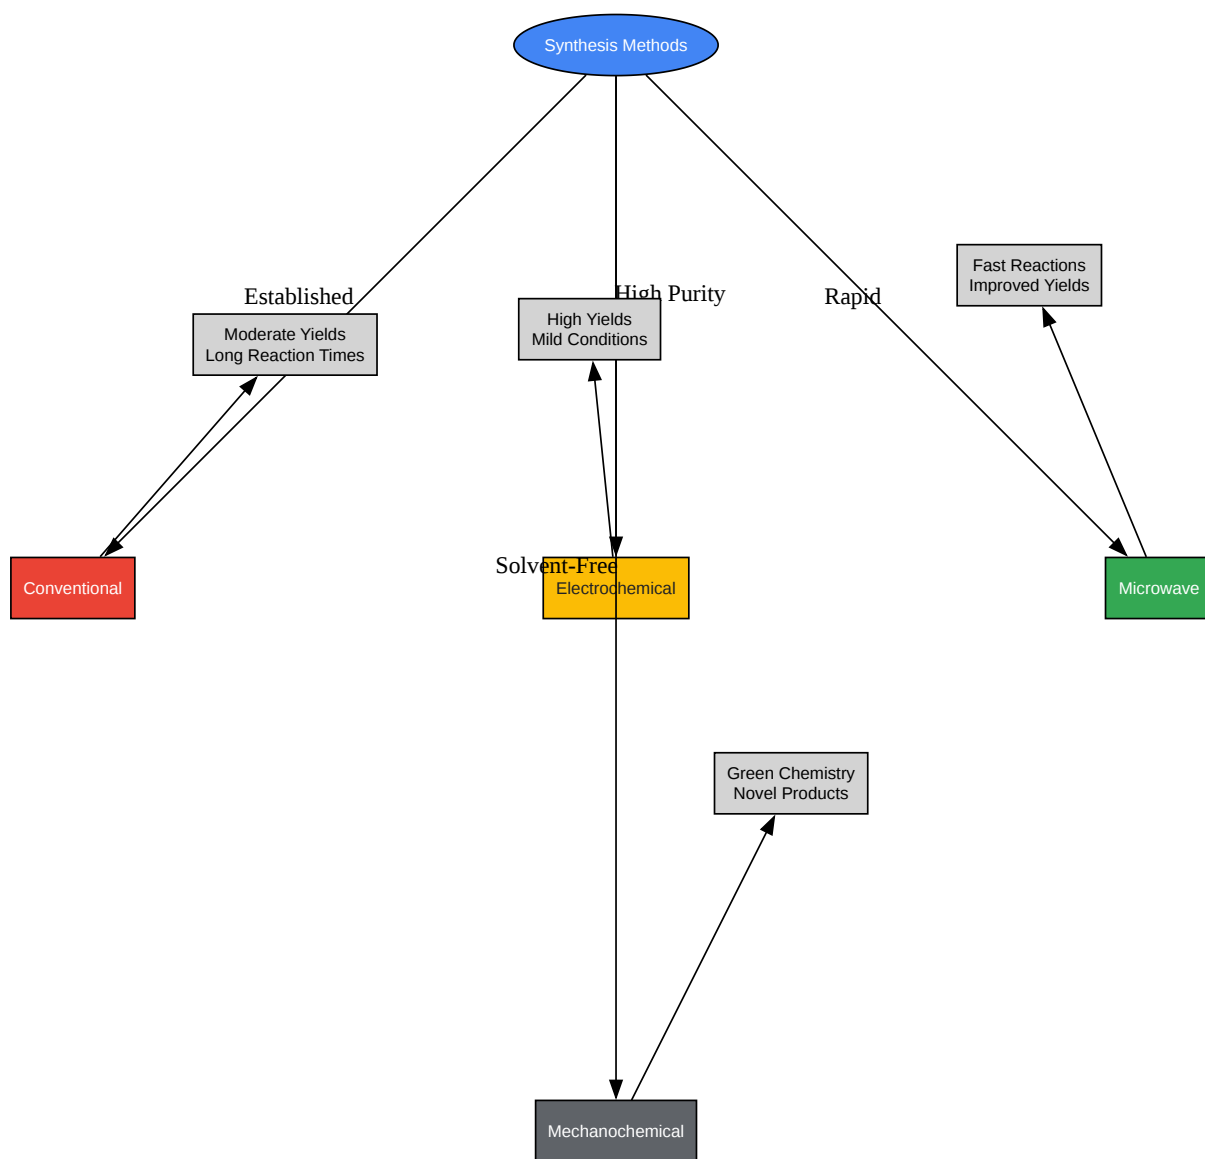 Synthesis Methods
Fast Reactions
Improved Yields
Established
High Purity
Rapid
Moderate Yields
Long Reaction Times
High Yields
Mild Conditions
Solvent-Free
Conventional
Electrochemical
Microwave
Green Chemistry
Novel Products
Mechanochemical